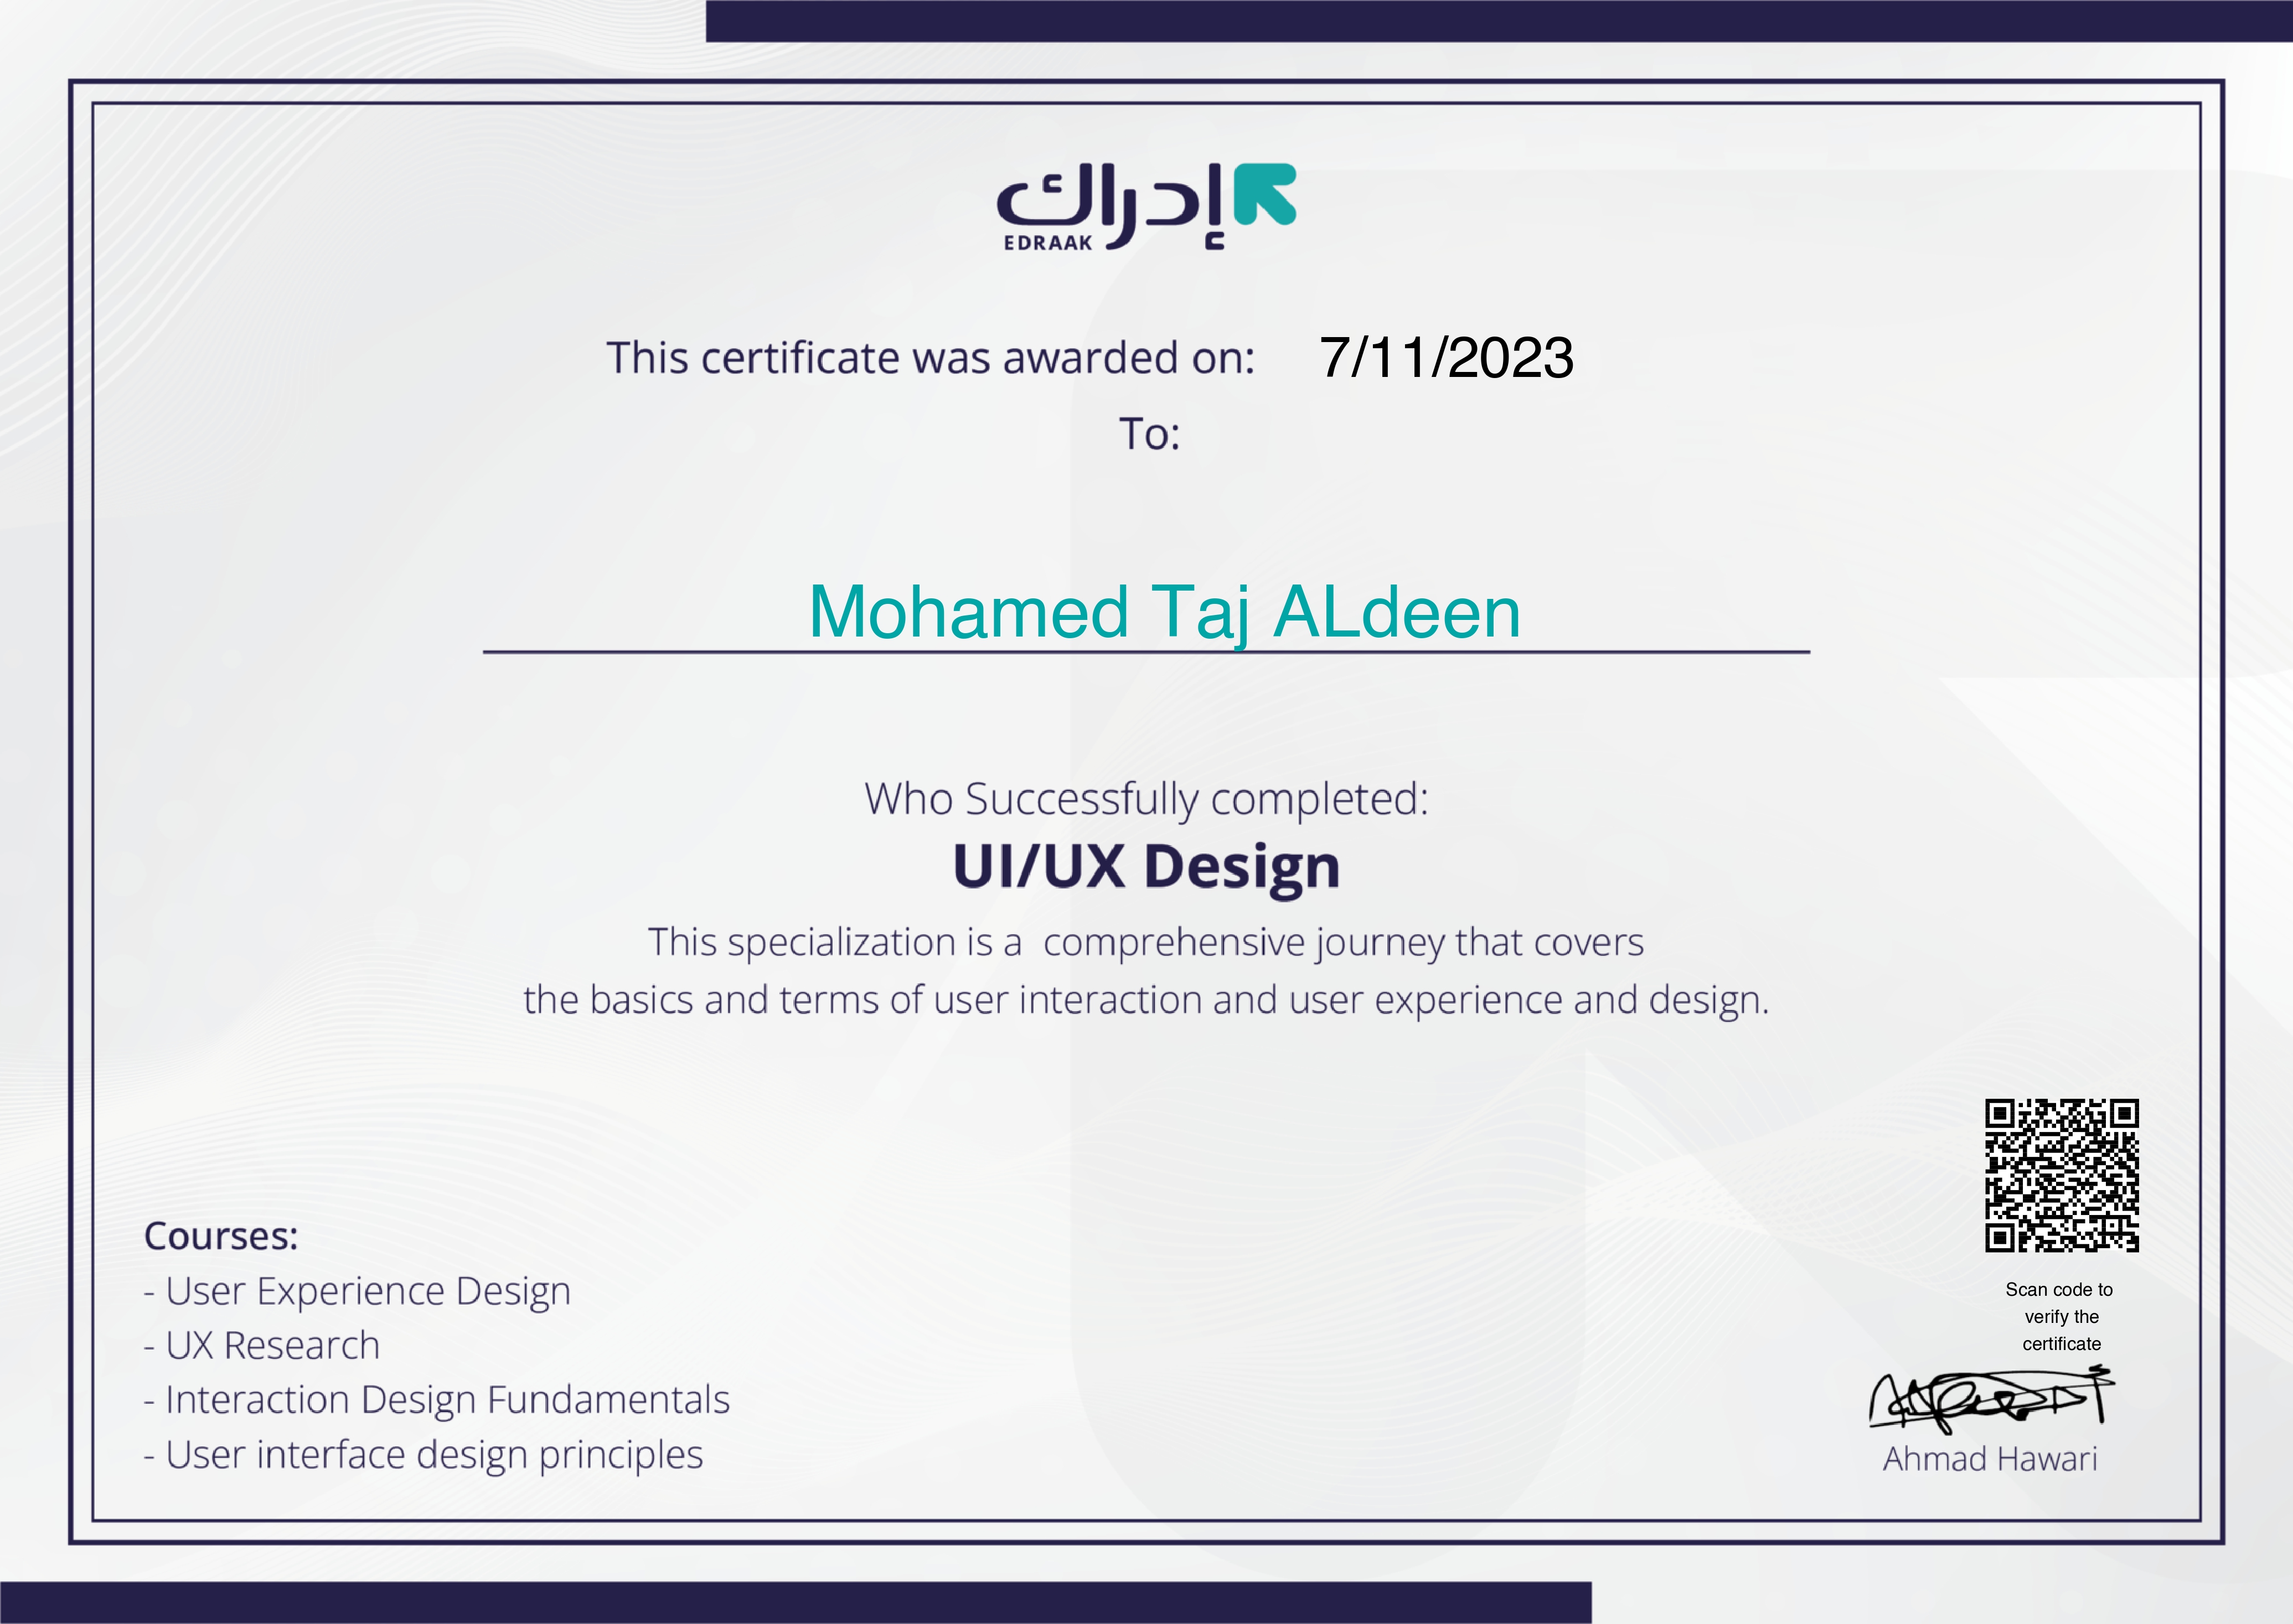 إدراك
EDRAAK
This certificate was awarded on: 7/11/2023
To:
Mohamed Taj ALdeen
Who Successfully completed:
UI/UX Design
This specialization is a  comprehensive journey that covers
the basics and terms of user interaction and user experience and design.
Courses:
- User Experience Design
- UX Research
- Interaction Design Fundamentals
- User interface design principles
Scan code to
verify the
certificate
Ahmad Hawari